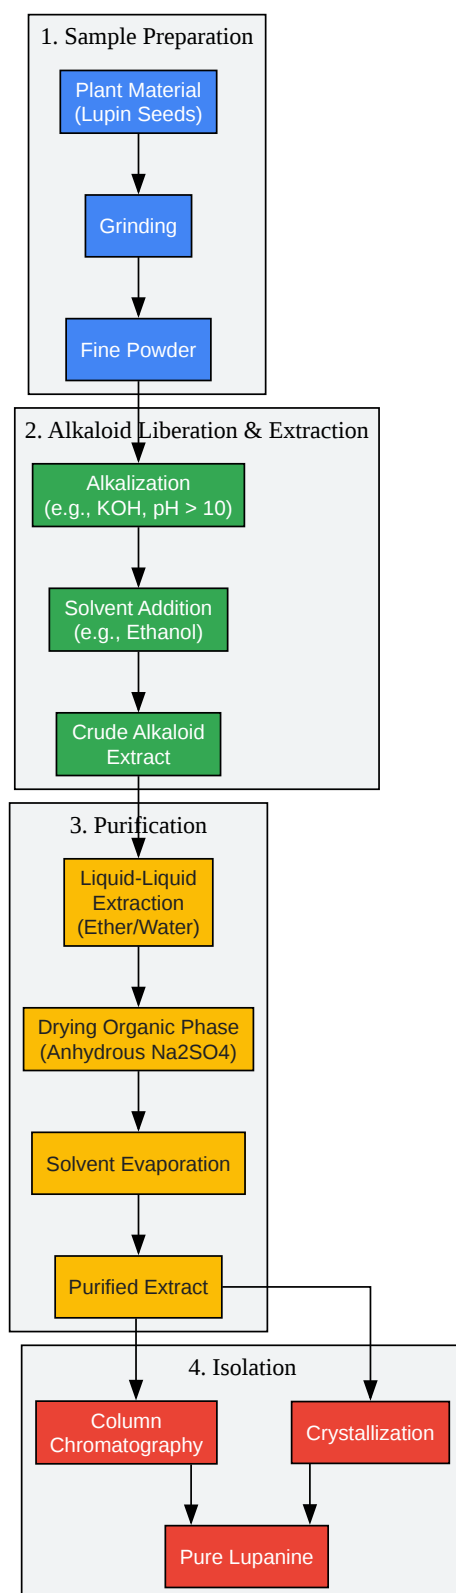 1. Sample Preparation
Plant Material
(Lupin Seeds)
Grinding
Fine Powder
2. Alkaloid Liberation & Extraction
Alkalization
(e.g., KOH, pH > 10)
Solvent Addition
(e.g., Ethanol)
Crude Alkaloid
Extract
3. Purification
Liquid-Liquid
Extraction
(Ether/Water)
Drying Organic Phase
(Anhydrous Na2SO4)
Solvent Evaporation
Purified Extract
4. Isolation
Column
Chromatography
Crystallization
Pure Lupanine